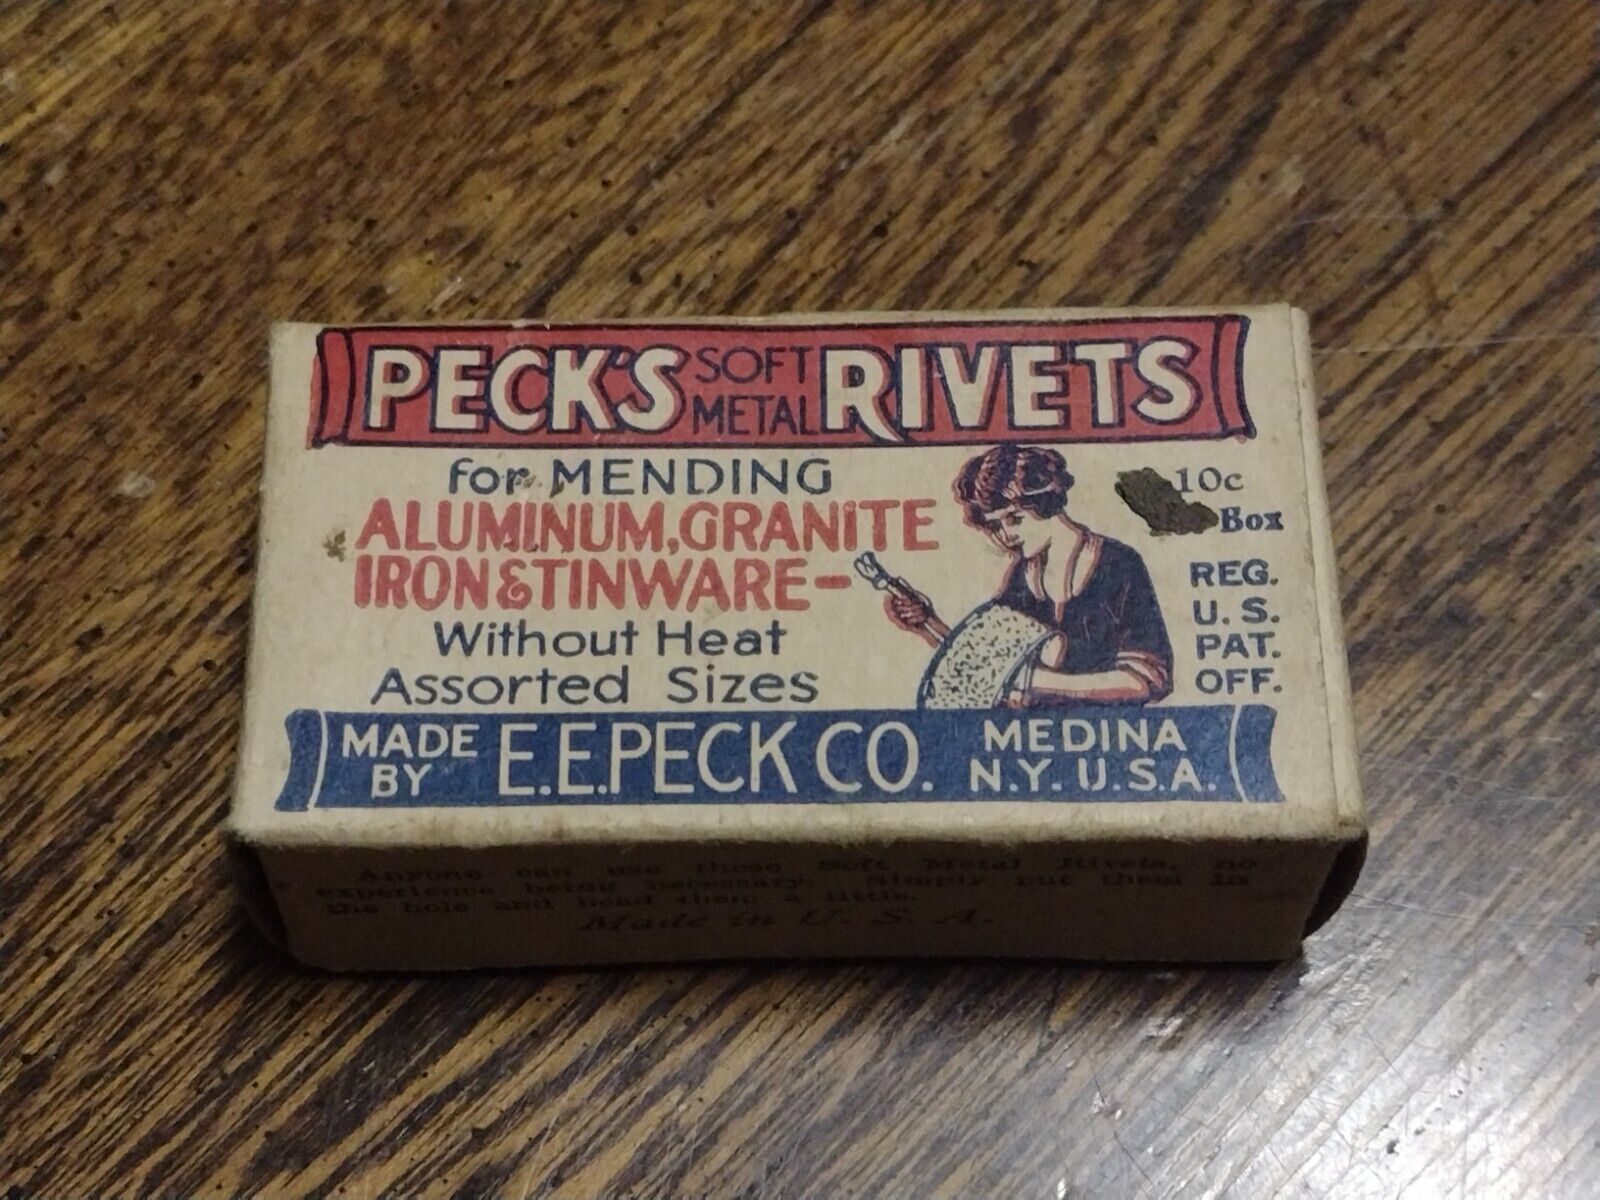 PECK'S SOFT METAL RIVETS
for MENDING
ALUMINUM, GRANITE
IRON & TINWARE-
Without Heat
Assorted Sizes
10c
Box
REG.
U. S.
PAT.
OFF.
MADE BY E.E.PECK CO. MEDINA N.Y. U.S.A.
Anyone can use these Soft Metal Rivets, no
experience being necessary. Simply put them in
the hole and head them a little.
Made in U. S. A.